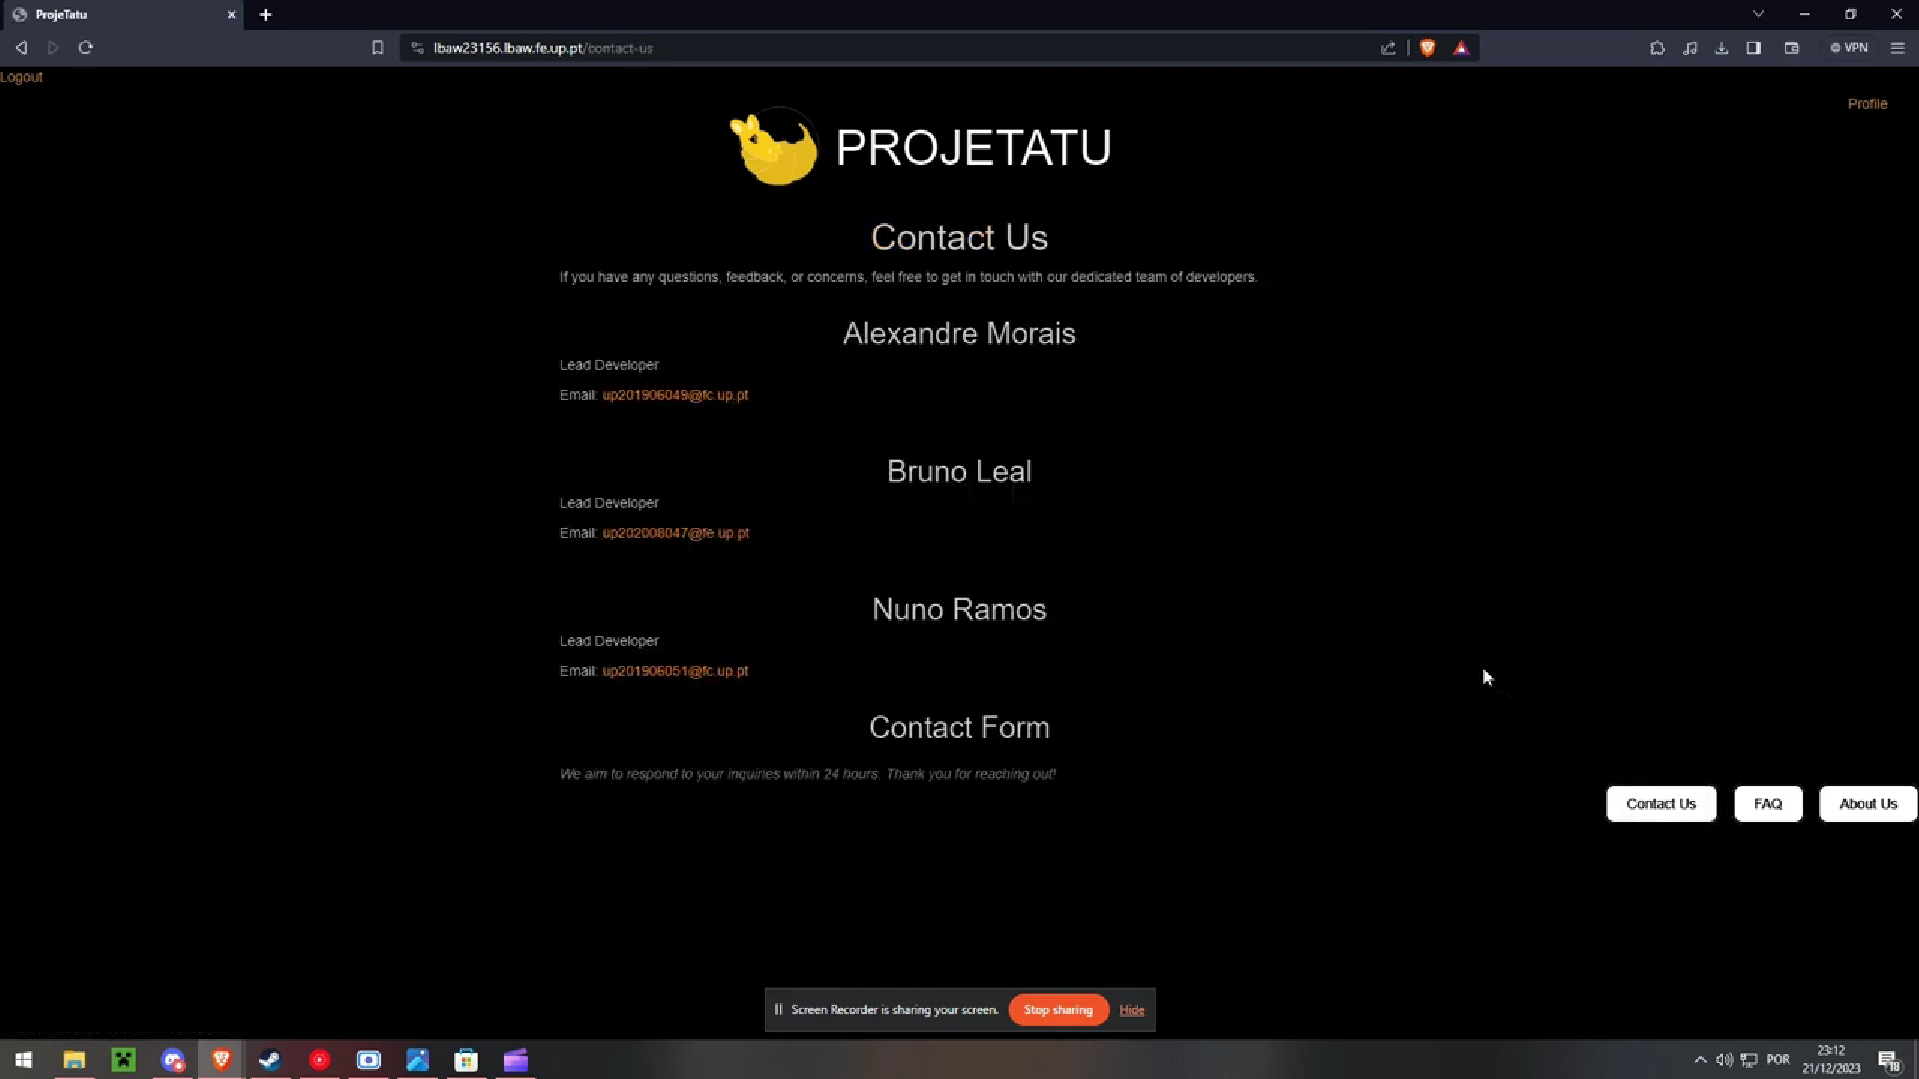 ProjeTatu
lbaw23156.lbaw.fe.up.pt/contact-us
VPN
Logout
Profile
PROJETATU
Contact Us
If you have any questions, feedback, or concerns, feel free to get in touch with our dedicated team of developers.
Alexandre Morais
Lead Developer
Email: up201906049@fc.up.pt
Bruno Leal
Lead Developer
Email: up202008047@fe.up.pt
Nuno Ramos
Lead Developer
Email: up201906051@fc.up.pt
Contact Form
We aim to respond to your inquiries within 24 hours. Thank you for reaching out!
Contact Us
FAQ
About Us
Screen Recorder is sharing your screen.
Stop sharing
Hide
POR
23:12
21/12/2023
18